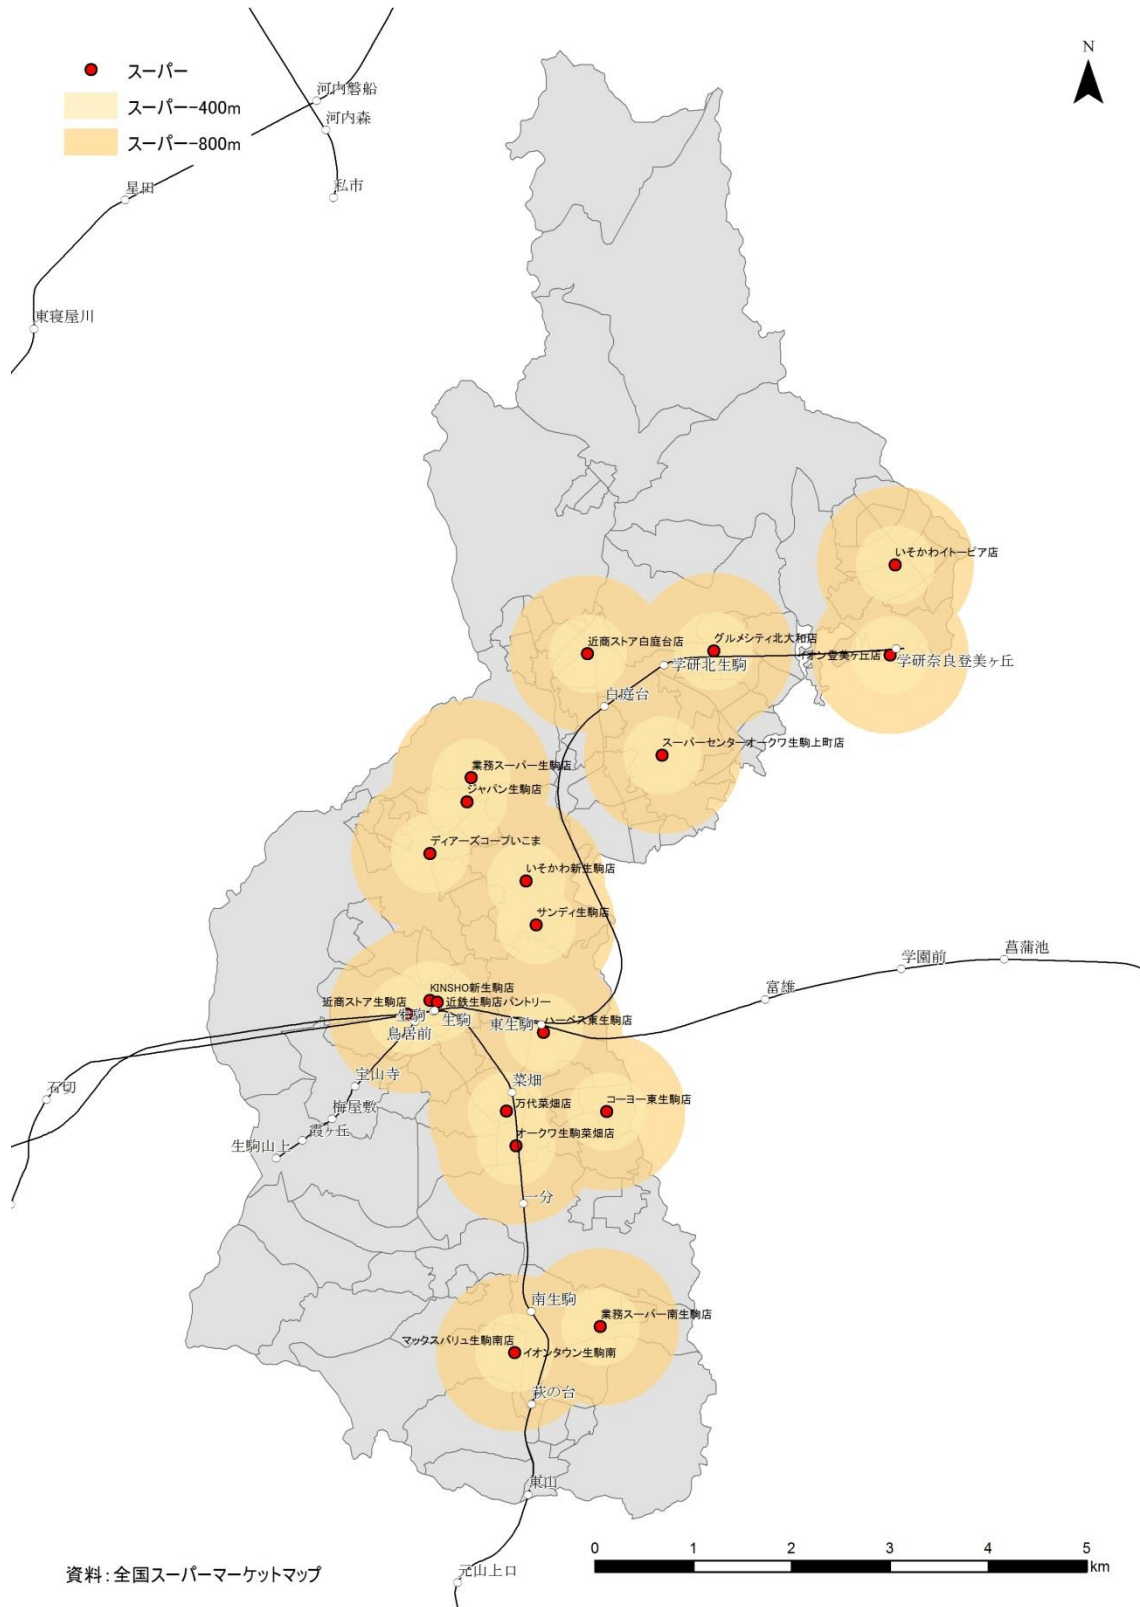 N
スーパー
スーパー-400m
スーパー-800m
河内磐船
河内森
私市
星田
東寝屋川
いそかわイトーピア店
近商ストア白庭台店
グルメシティ北大和店
イオン登美ヶ丘店
学研奈良登美ヶ丘
学研北生駒
白庭台
スーパーセンターオークワ生駒上町店
業務スーパー生駒店
ジャパン生駒店
ディアーズコープいこま
いそかわ新生駒店
サンディ生駒店
菖蒲池
学園前
富雄
KINSHO新生駒店
近商ストア生駒店
近鉄生駒店パントリー
生駒
生駒
鳥居前
東生駒
ハーベス東生駒店
宝山寺
石切
菜畑
梅屋敷
万代菜畑店
コーヨー東生駒店
霞ヶ丘
生駒山上
オークワ生駒菜畑店
一分
南生駒
業務スーパー南生駒店
マックスバリュ生駒南店
イオンタウン生駒南
萩の台
東山
元山上口
資料：全国スーパーマーケットマップ
0 1 2 3 4 5
km